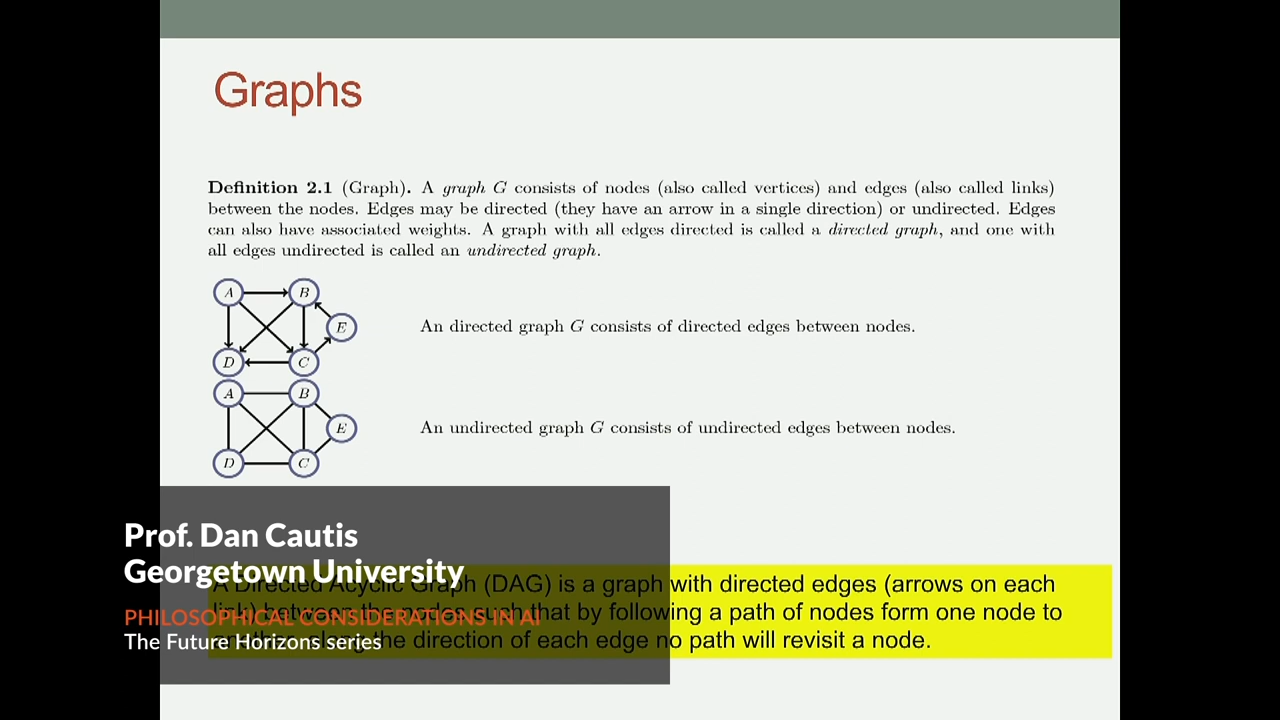 Graphs
Definition 2.1 (Graph). A graph G consists of nodes (also called vertices) and edges (also called links)
between the nodes. Edges may be directed (they have an arrow in a single direction) or undirected. Edges
can also have associated weights. A graph with all edges directed is called a directed graph, and one with
all edges undirected is called an undirected graph.
A B
E
D C
An directed graph G consists of directed edges between nodes.
A B
E
D C
An undirected graph G consists of undirected edges between nodes.
Prof. Dan Cautis
Georgetown University
PHILOSOPHICAL CONSIDERATIONS IN AI
The Future Horizons series
A Directed Acyclic Graph (DAG) is a graph with directed edges (arrows on each
link) between the nodes such that by following a path of nodes form one node to
the direction of each edge no path will revisit a node.